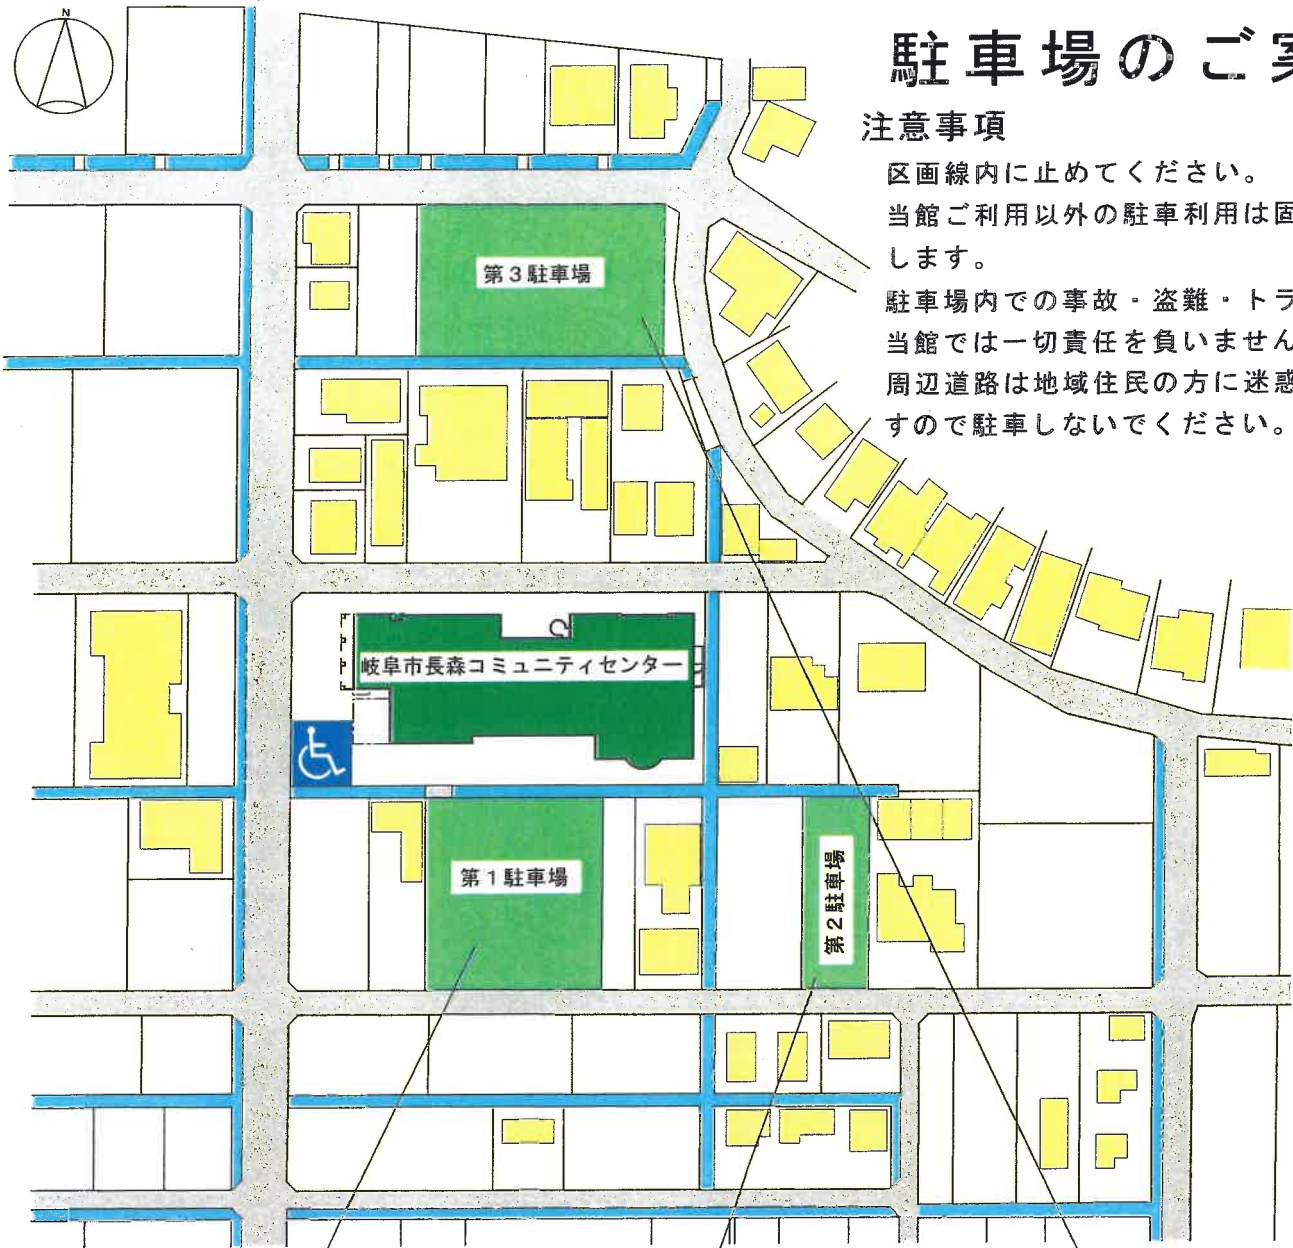 N
駐車場のご
注意事項
区画線内に止めてください。
当館ご利用以外の駐車利用は固
します。
駐車場内での事故・盗難・トラ
当館では一切責任を負いません
周辺道路は地域住民の方に迷惑
すので駐車しないでください。
第3駐車場
岐阜市長森コミュニティセンター
第1駐車場
第2駐車場